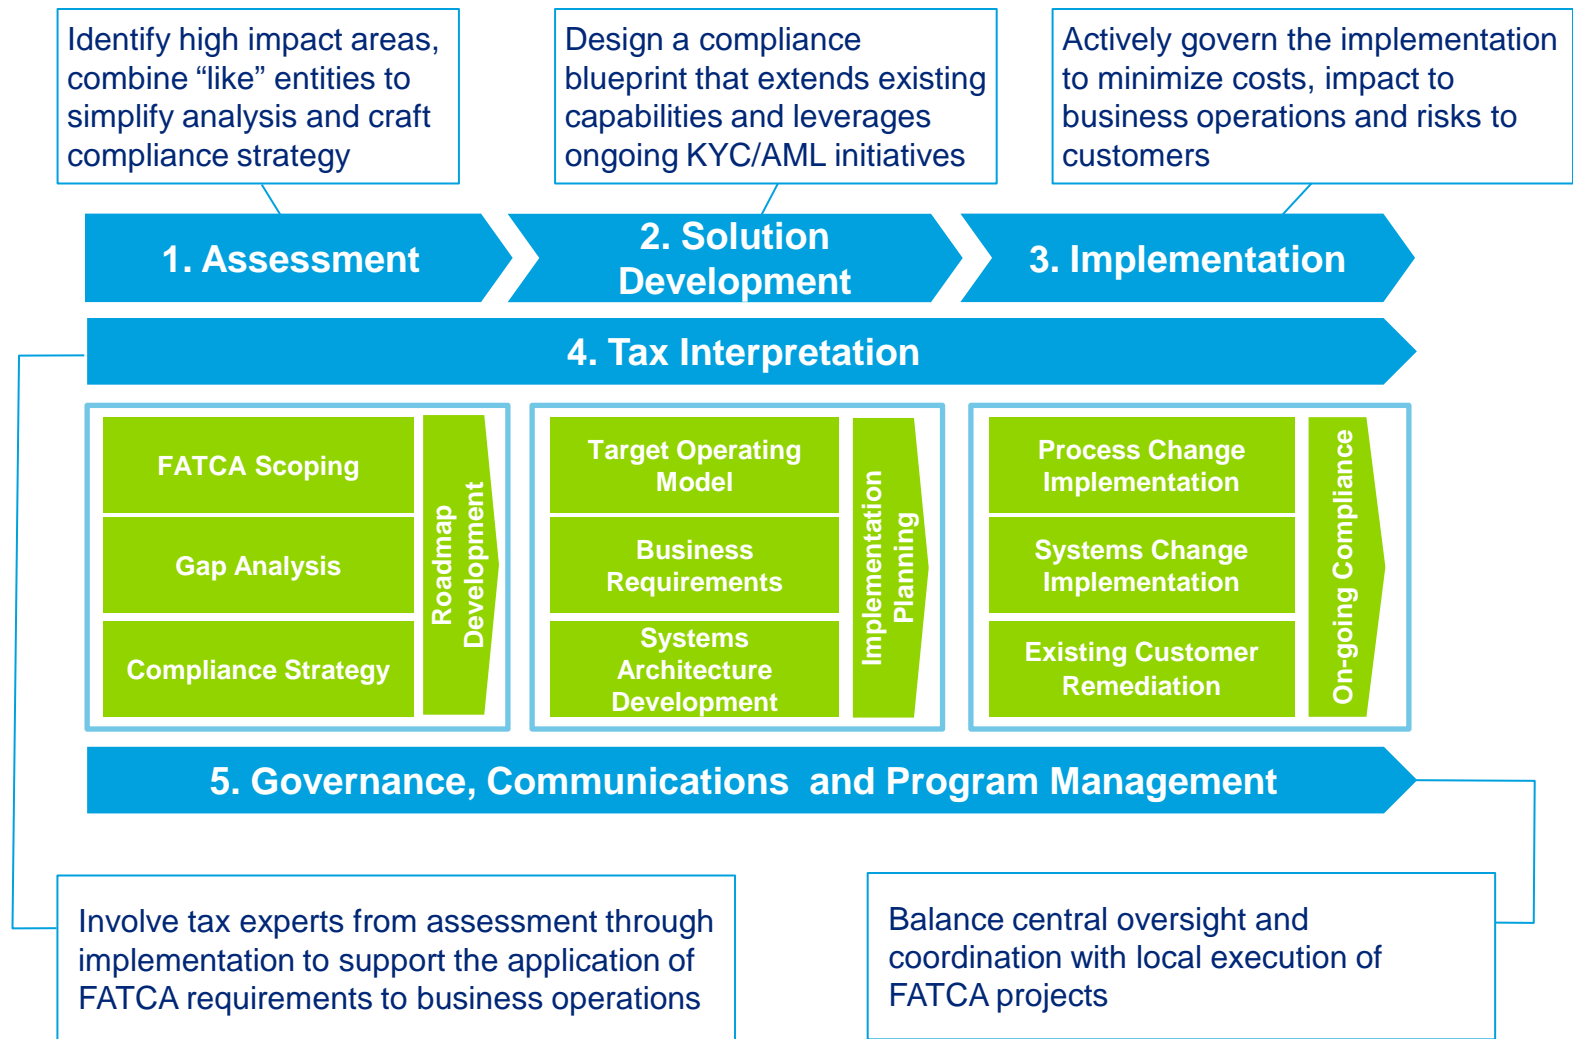 Identify high impact areas,
combine “like” entities to
simplify analysis and craft
compliance strategy
Design a compliance
blueprint that extends existing
capabilities and leverages
ongoing KYC/AML initiatives
Actively govern the implementation
to minimize costs, impact to
business operations and risks to
customers
1. Assessment
2. Solution
Development
3. Implementation
4. Tax Interpretation
FATCA Scoping
Gap Analysis
Compliance Strategy
Roadmap
Development
Target Operating
Model
Business
Requirements
Systems
Architecture
Development
Implementation
Planning
Process Change
Implementation
Systems Change
Implementation
Existing Customer
Remediation
On-going Compliance
5. Governance, Communications  and Program Management
Involve tax experts from assessment through
implementation to support the application of
FATCA requirements to business operations
Balance central oversight and
coordination with local execution of
FATCA projects